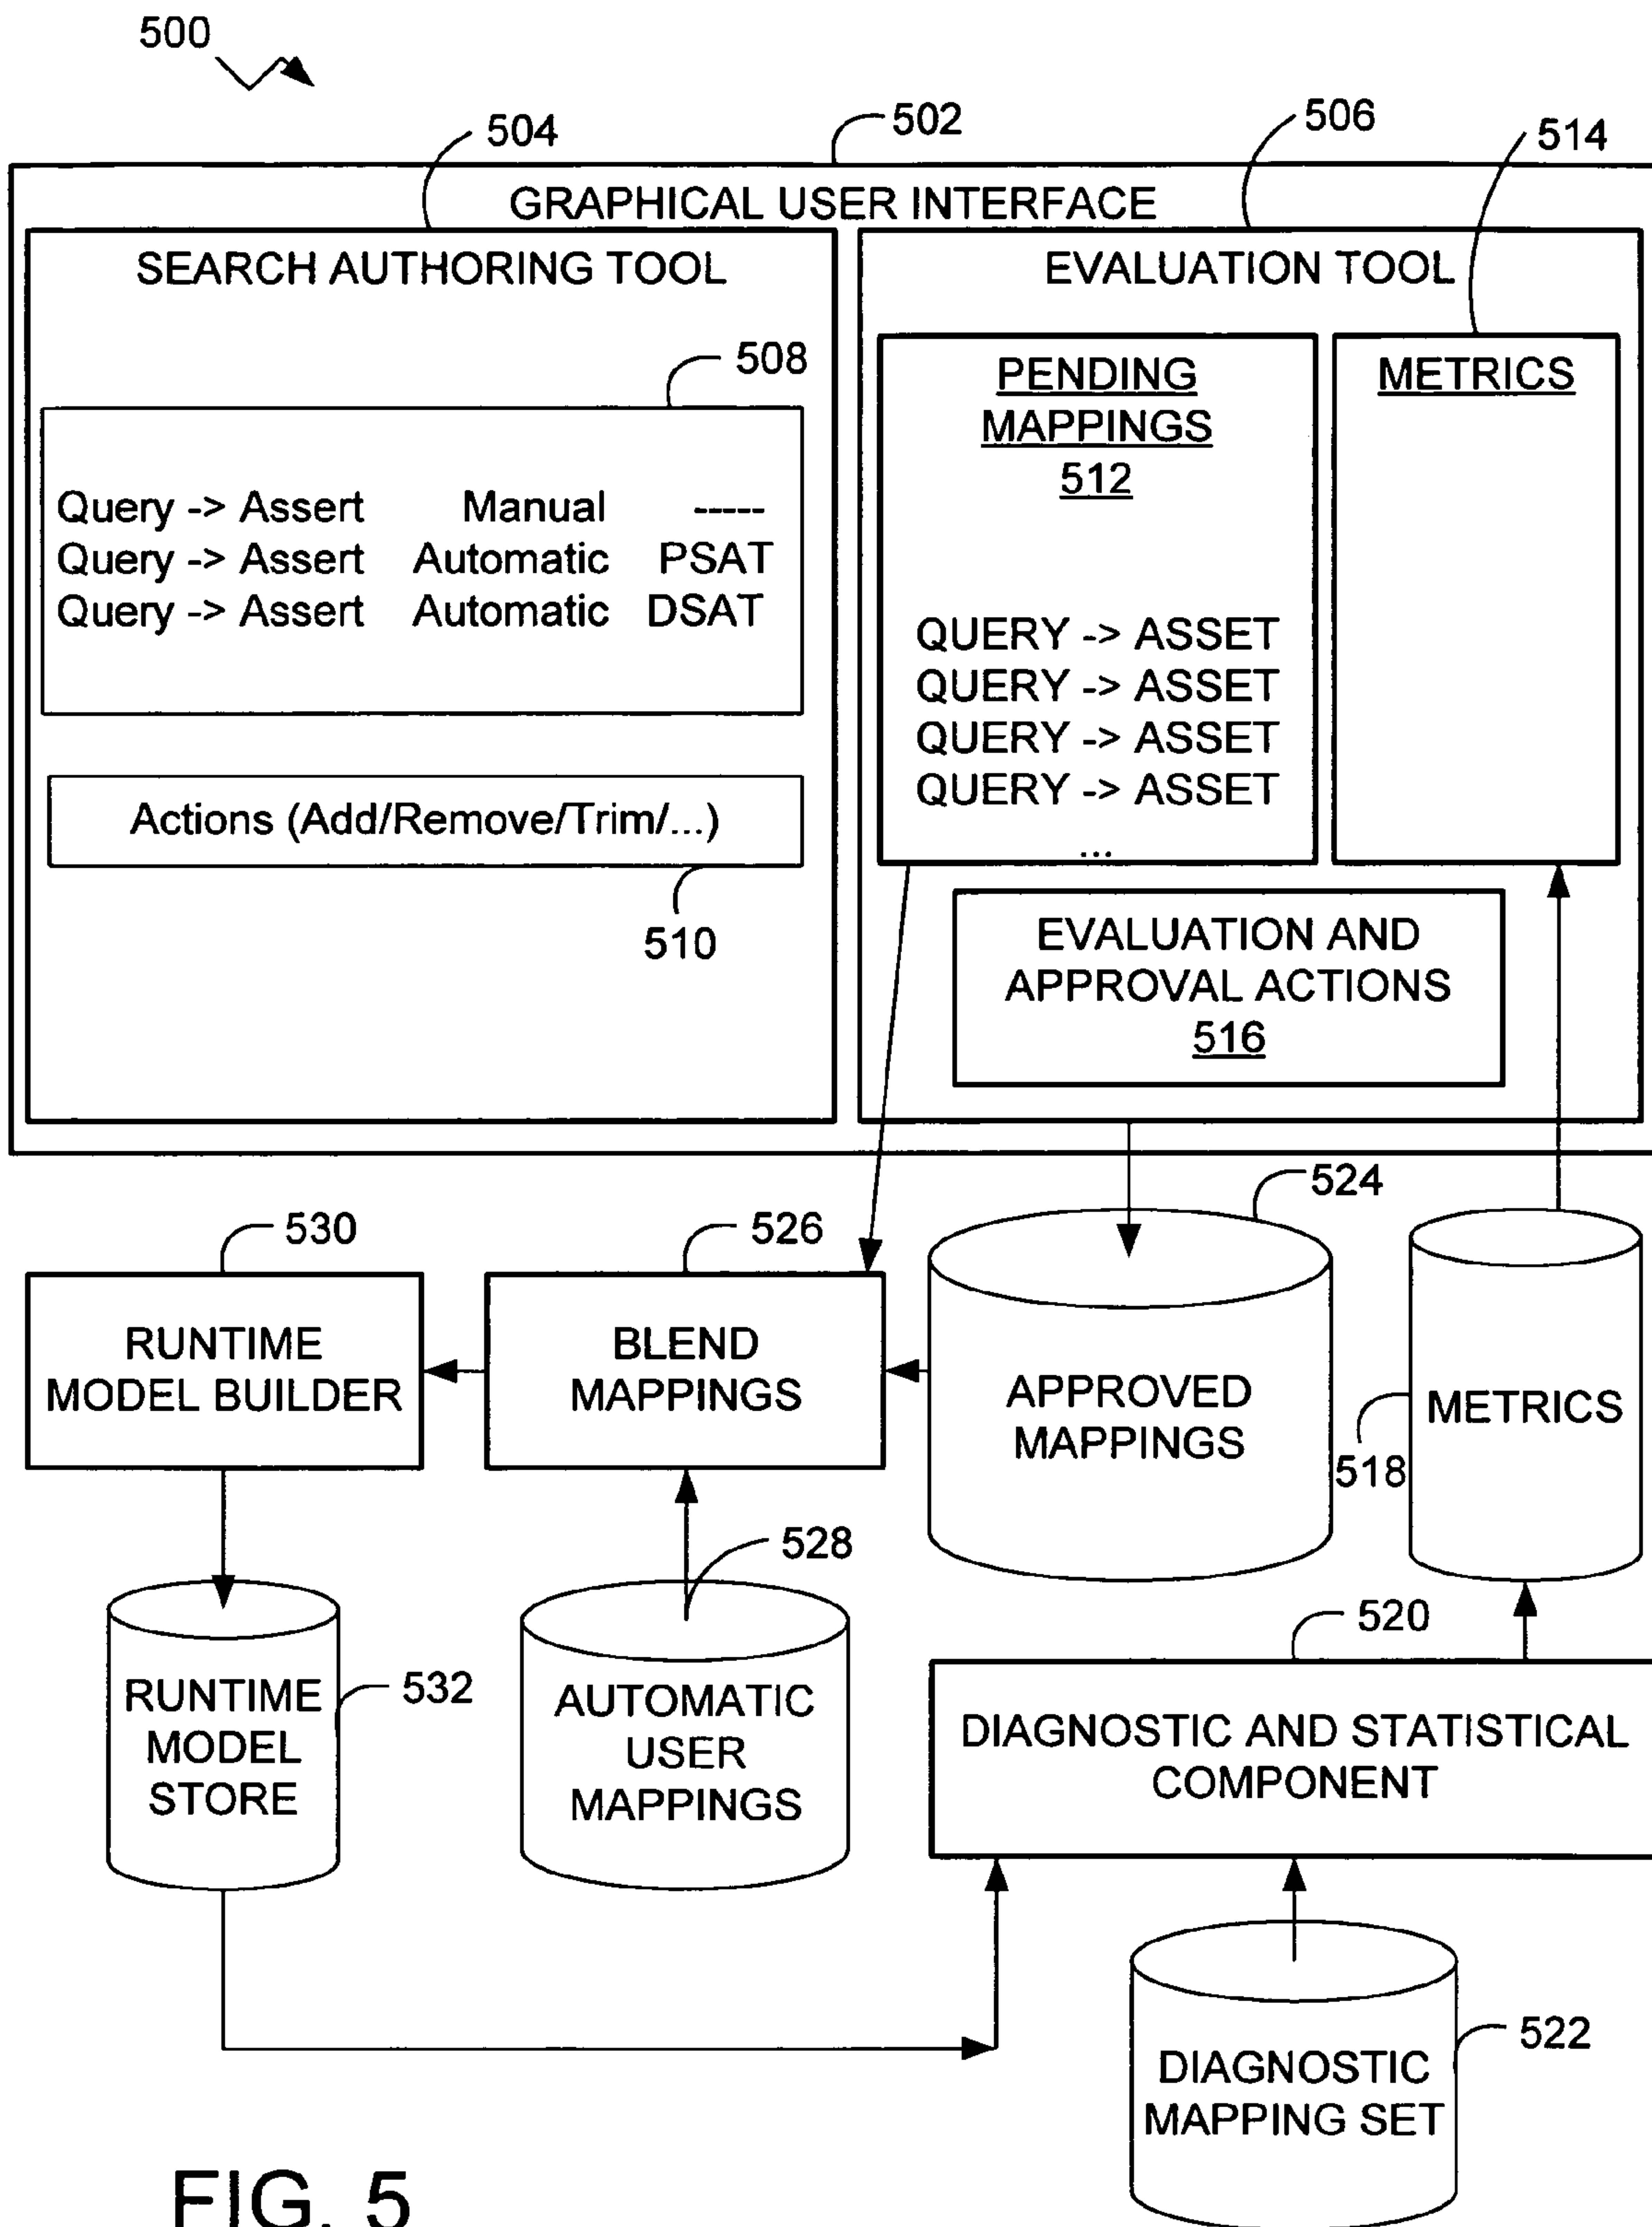 500
502
504
506
514
GRAPHICAL USER INTERFACE
SEARCH AUTHORING TOOL
508
Query -> Assert Manual -----
Query -> Assert Automatic PSAT
Query -> Assert Automatic DSAT
Actions (Add/Remove/Trim/...)
510
EVALUATION TOOL
PENDING
MAPPINGS
512
QUERY -> ASSET
QUERY -> ASSET
QUERY -> ASSET
QUERY -> ASSET
...
METRICS
EVALUATION AND
APPROVAL ACTIONS
516
530
RUNTIME
MODEL BUILDER
526
BLEND
MAPPINGS
524
APPROVED
MAPPINGS
METRICS
518
528
AUTOMATIC
USER
MAPPINGS
RUNTIME
MODEL
STORE
532
520
DIAGNOSTIC AND STATISTICAL
COMPONENT
522
DIAGNOSTIC
MAPPING SET
FIG. 5